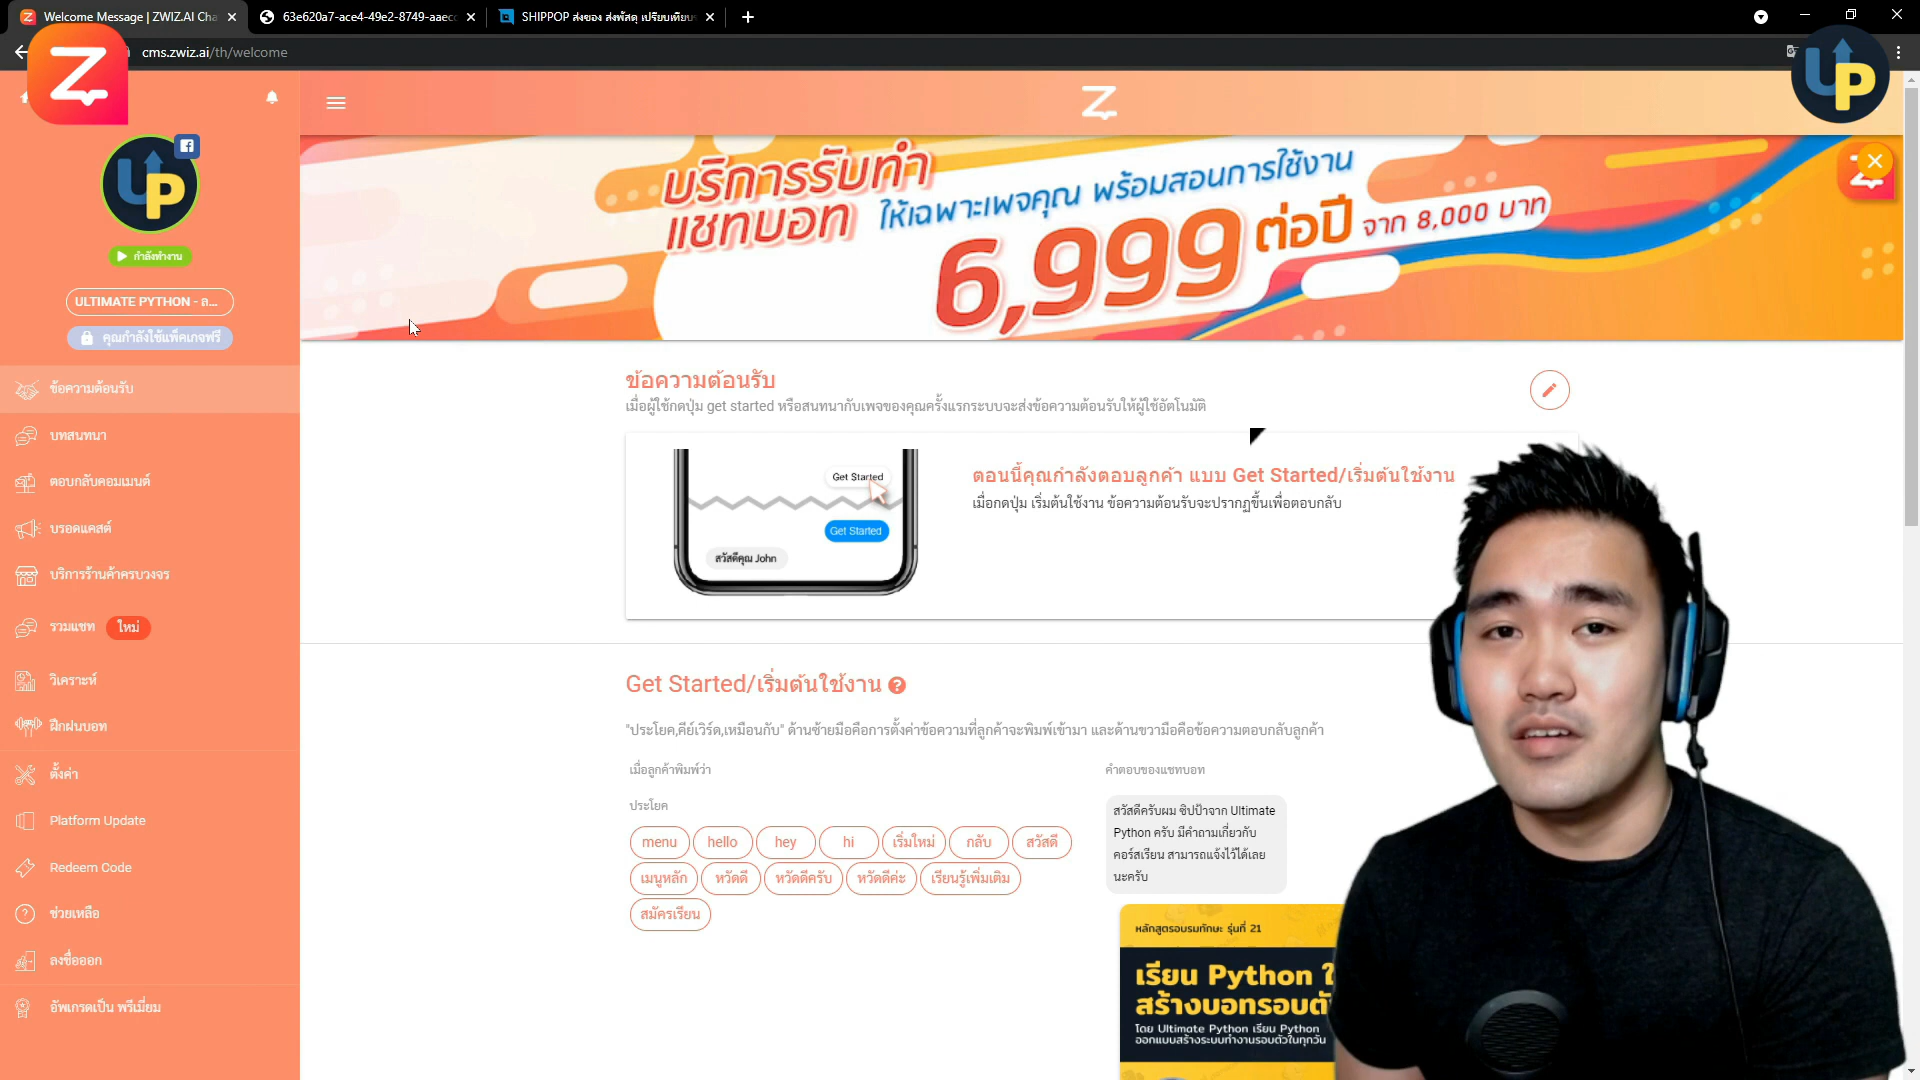 Welcome Message | ZWIZ.AI Cha
63e620a7-ace4-49e2-8749-aaecc
SHIPPOP ส่งของ ส่งพัสดุ เปรียบเทียบ
cms.zwiz.ai/th/welcome
Z
UP
UP
กำลังทำงาน
ULTIMATE PYTHON - ล...
คุณกำลังใช้แพ็คเกจฟรี
ข้อความต้อนรับ
บทสนทนา
ตอบกลับคอมเมนต์
บรอดแคสต์
บริการร้านค้าครบวงจร
รวมแชท
ใหม่
วิเคราะห์
ฝึกฝนบอท
ตั้งค่า
Platform Update
Redeem Code
ช่วยเหลือ
ลงชื่อออก
อัพเกรดเป็น พรีเมี่ยม
บริการรับทำ
แชทบอท
ให้เฉพาะเพจคุณ พร้อมสอนการใช้งาน
6,999 ต่อปี จาก 8,000 บาท
ข้อความต้อนรับ
เมื่อผู้ใช้กดปุ่ม get started หรือสนทนากับเพจของคุณครั้งแรกระบบจะส่งข้อความต้อนรับให้ผู้ใช้อัตโนมัติ
Get Started
Get Started
สวัสดีคุณ John
ตอนนี้คุณกำลังตอบลูกค้า แบบ Get Started/เริ่มต้นใช้งาน
เมื่อกดปุ่ม เริ่มต้นใช้งาน ข้อความต้อนรับจะปรากฏขึ้นเพื่อตอบกลับ
Get Started/เริ่มต้นใช้งาน
"ประโยค,คีย์เวิร์ด,เหมือนกับ" ด้านซ้ายมือคือการตั้งค่าข้อความที่ลูกค้าจะพิมพ์เข้ามา และด้านขวามือคือข้อความตอบกลับลูกค้า
เมื่อลูกค้าพิมพ์ว่า
ประโยค
menu hello hey hi เริ่มใหม่ กลับ สวัสดี
เมนูหลัก หวัดดี หวัดดีครับ หวัดดีค่ะ เรียนรู้เพิ่มเติม
สมัครเรียน
คำตอบของแชทบอท
สวัสดีครับผม ซิปป้าจาก Ultimate
Python ครับ มีคำถามเกี่ยวกับ
คอร์สเรียน สามารถแจ้งไว้ได้เลย
นะครับ
หลักสูตรอบรมทักษะ รุ่นที่ 21
เรียน Python
สร้างบอทรอบตั
โดย Ultimate Python เรียน Python
ออกแบบสร้างระบบทำงานรอบตัวในทุกวัน